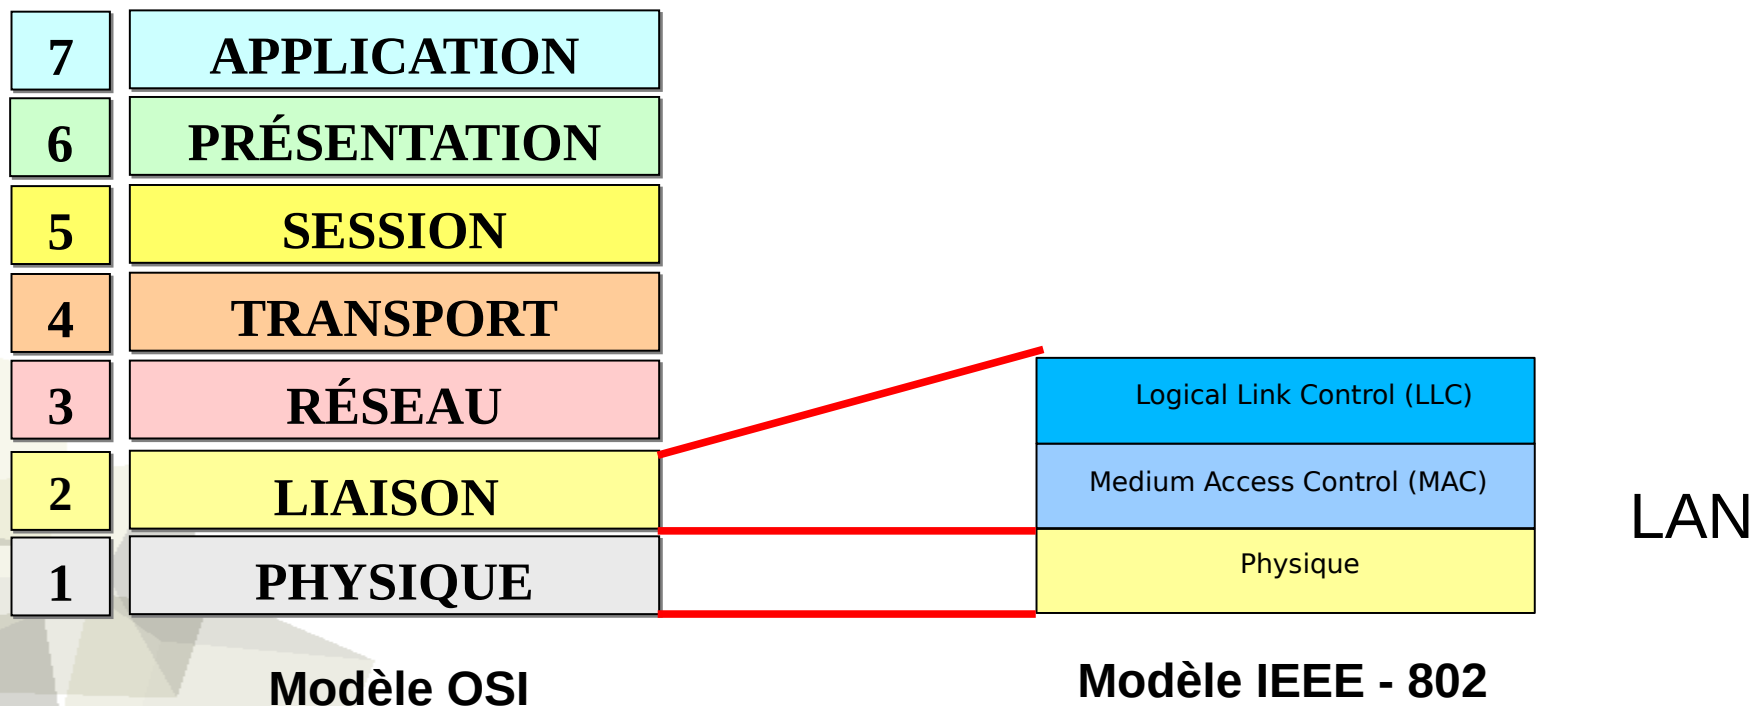 7 APPLICATION
6 PRÉSENTATION
5 SESSION
4 TRANSPORT
3 RÉSEAU
2 LIAISON
1 PHYSIQUE
Modèle OSI
Logical Link Control (LLC)
Medium Access Control (MAC)
Physique
LAN
Modèle IEEE - 802